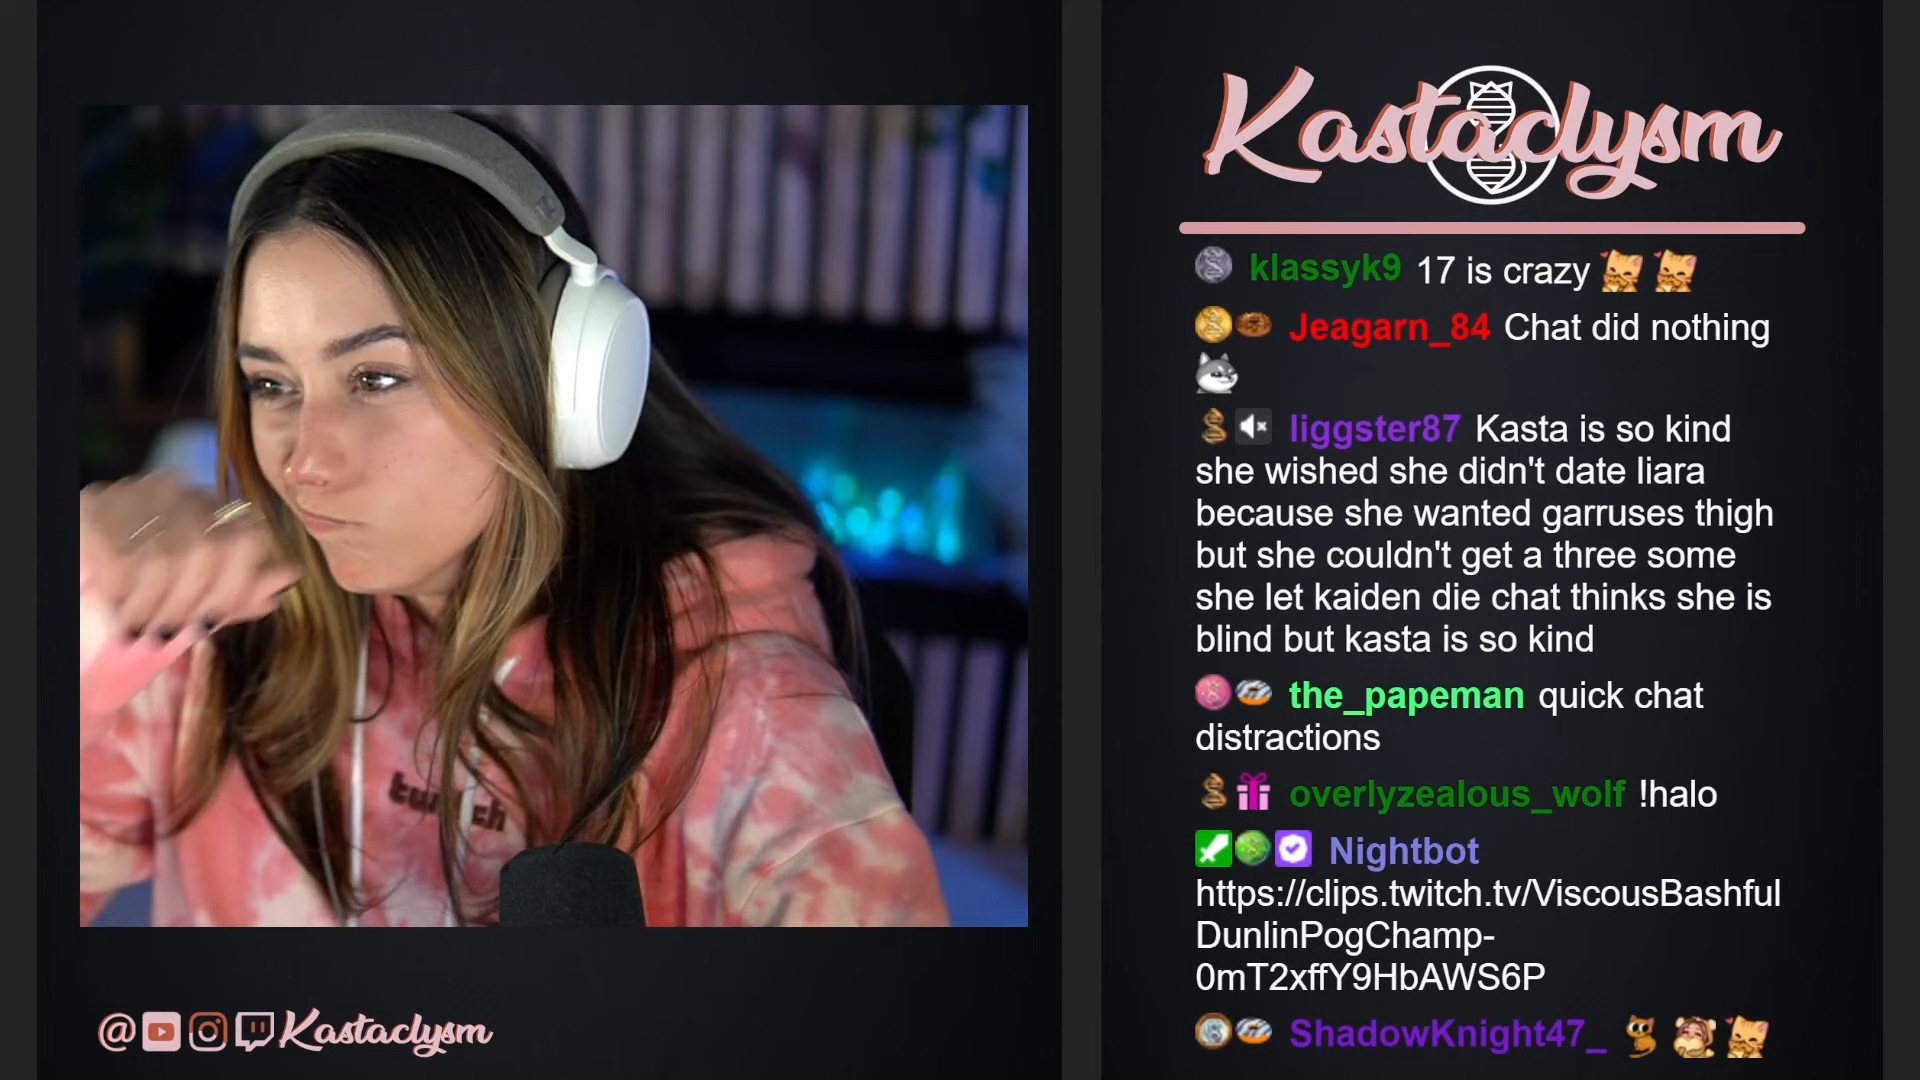 Kastaclysm
klassyk9 17 is crazy
Jeagarn_84 Chat did nothing
liggster87 Kasta is so kind
she wished she didn't date liara
because she wanted garruses thigh
but she couldn't get a three some
she let kaiden die chat thinks she is
blind but kasta is so kind
the_papeman quick chat
distractions
overlyzealous_wolf !halo
Nightbot
https://clips.twitch.tv/ViscousBashful
DunlinPogChamp-
0mT2xffY9HbAWS6P
ShadowKnight47_
twitch
@ Kastaclysm